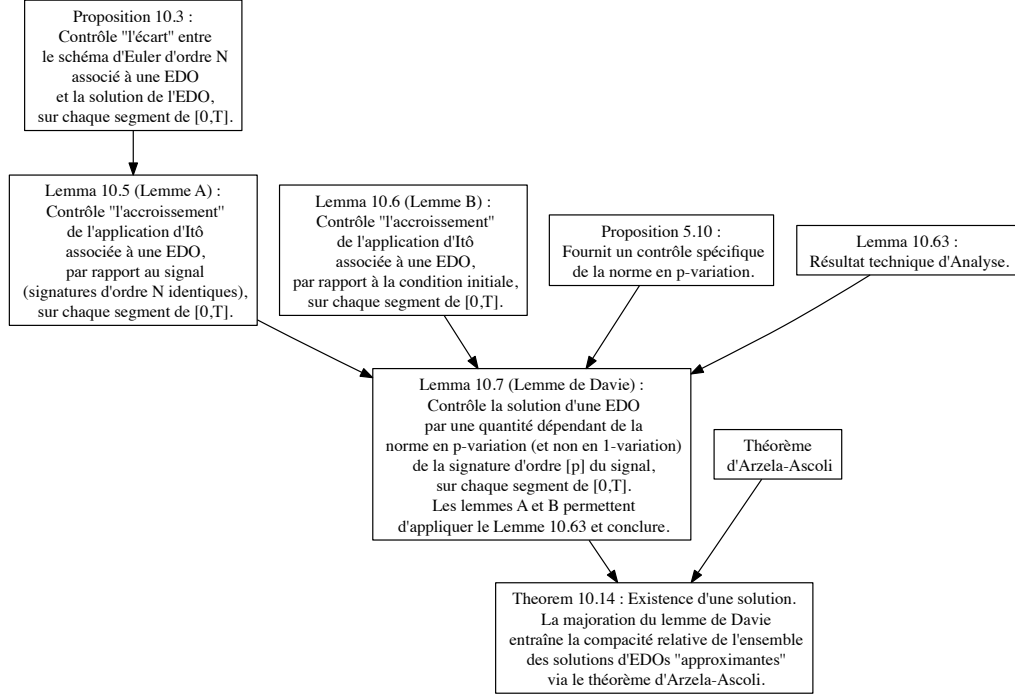 Proposition 10.3 :
Contrôle "l'écart" entre
le schéma d'Euler d'ordre N
associé à une EDO
et la solution de l'EDO,
sur chaque segment de [0,T].
Lemma 10.5 (Lemme A) :
Contrôle "l'accroissement"
de l'application d'Itô
associée à une EDO,
par rapport au signal
(signatures d'ordre N identiques),
sur chaque segment de [0,T].
Lemma 10.6 (Lemme B) :
Contrôle "l'accroissement"
de l'application d'Itô
associée à une EDO,
par rapport à la condition initiale,
sur chaque segment de [0,T].
Proposition 5.10 :
Fournit un contrôle spécifique
de la norme en p-variation.
Lemma 10.63 :
Résultat technique d'Analyse.
Lemma 10.7 (Lemme de Davie) :
Contrôle la solution d'une EDO
par une quantité dépendant de la
norme en p-variation (et non en 1-variation)
de la signature d'ordre [p] du signal,
sur chaque segment de [0,T].
Les lemmes A et B permettent
d'appliquer le Lemme 10.63 et conclure.
Théorème
d'Arzela-Ascoli
Theorem 10.14 : Existence d'une solution.
La majoration du lemme de Davie
entraîne la compacité relative de l'ensemble
des solutions d'EDOs "approximantes"
via le théorème d'Arzela-Ascoli.